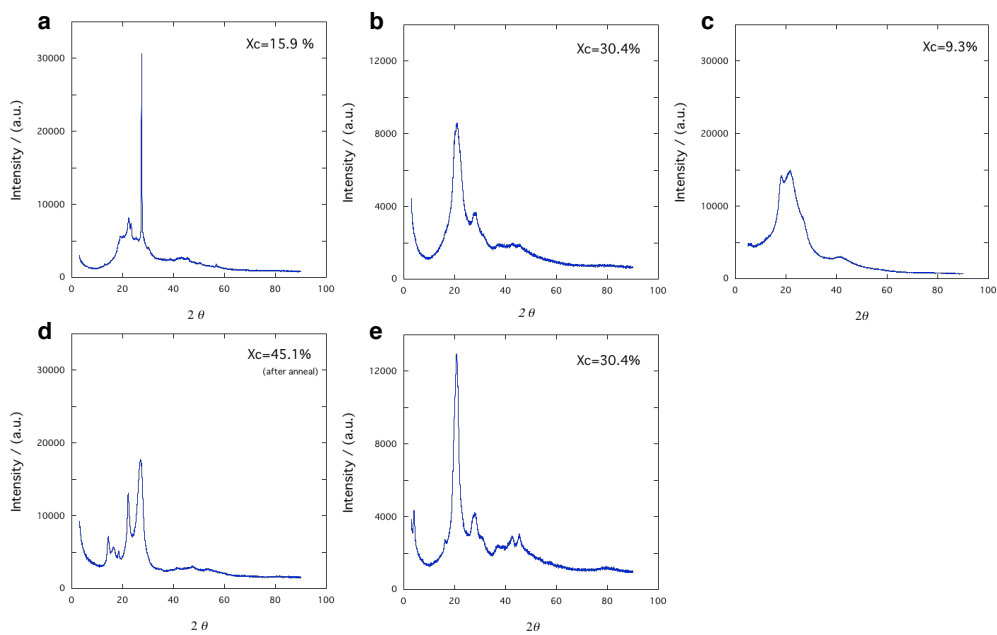 a
Xc=15.9 %
30000
20000
10000
0
Intensity / (a.u.)
0 20 40 60 80 100
2 θ
b
Xc=30.4%
12000
8000
4000
0
Intensity / (a.u.)
0 20 40 60 80 100
2 θ
c
Xc=9.3%
30000
20000
10000
0
Intensity / (a.u.)
0 20 40 60 80 100
2θ
d
Xc=45.1%
(after anneal)
30000
20000
10000
0
Intensity / (a.u.)
0 20 40 60 80 100
2 θ
e
Xc=30.4%
12000
8000
4000
0
Intensity / (a.u.)
0 20 40 60 80 100
2θ